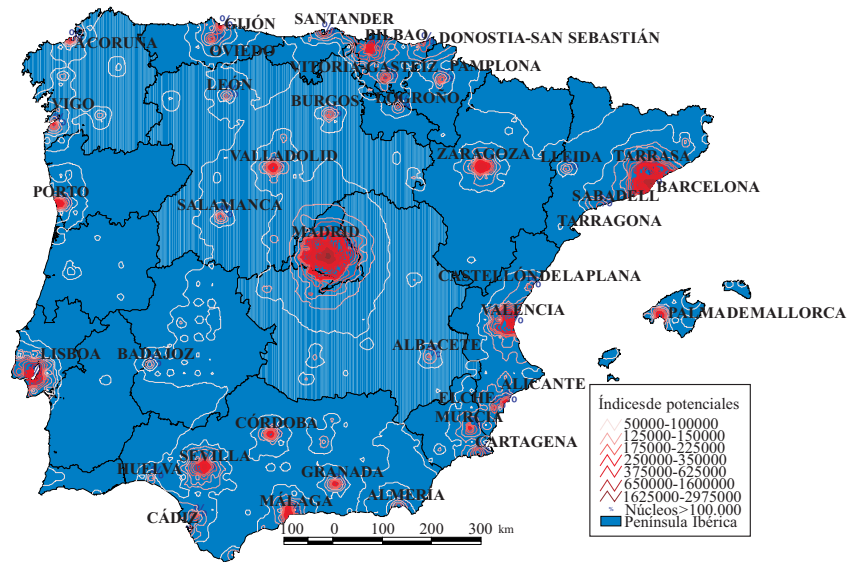 SANTANDER
GIJÓN
BILBAO
DONOSTIA-SAN SEBASTIÁN
ACORUÑA
OVIEDO
VITORIA-GASTEIZ
PAMPLONA
LEÓN
BURGOS
LOGROÑO
VIGO
VALLADOLID
ZARAGOZA
LLEIDA
TARRASA
BARCELONA
PORTO
SABADELL
SALAMANCA
TARRAGONA
MADRID
CASTELLÓNDELAPLANA
VALENCIA
PALMADEMALLORCA
LISBOA
BADAJOZ
ALBACETE
ALICANTE
ELCHE
MURCIA
CÓRDOBA
CARTAGENA
SEVILLA
HUELVA
GRANADA
ALMERÍA
MÁLAGA
CÁDIZ
Índicesde potenciales
50000-100000
125000-150000
175000-225000
250000-350000
375000-625000
650000-1600000
1625000-2975000
Núcleos>100.000
Península Ibérica
100 0 100 200 300 km